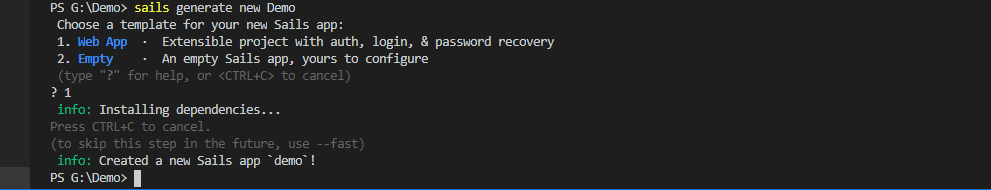 PS G:\Demo> sails generate new Demo
Choose a template for your new Sails app:
1. Web App  ·  Extensible project with auth, login, & password recovery
2. Empty    ·  An empty Sails app, yours to configure
(type "?" for help, or <CTRL+C> to cancel)
? 1
info: Installing dependencies...
Press CTRL+C to cancel.
(to skip this step in the future, use --fast)
info: Created a new Sails app `demo`!
PS G:\Demo>